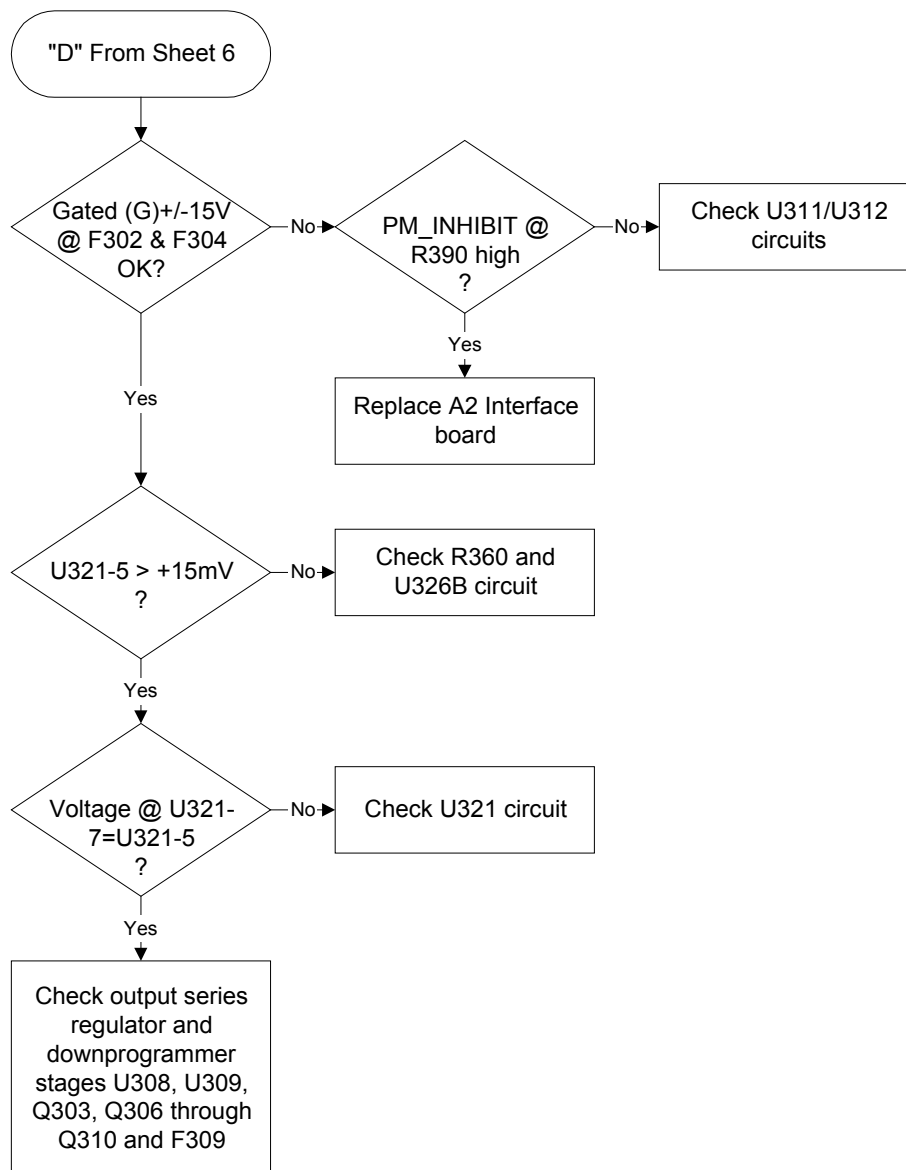 "D" From Sheet 6
Gated (G)+/-15V
@ F302 & F304
OK?
No
PM_INHIBIT @
R390 high
?
No
Check U311/U312
circuits
Yes
Replace A2 Interface
board
Yes
U321-5 > +15mV
?
No
Check R360 and
U326B circuit
Yes
Voltage @ U321-
7=U321-5
?
No
Check U321 circuit
Yes
Check output series
regulator and
downprogrammer
stages U308, U309,
Q303, Q306 through
Q310 and F309